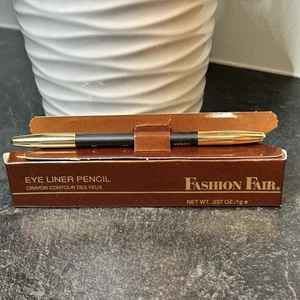 EYE LINER PENCIL
CRAYON CONTOUR DES YEUX
FASHION FAIR.
NET WT. .037 OZ./1g e